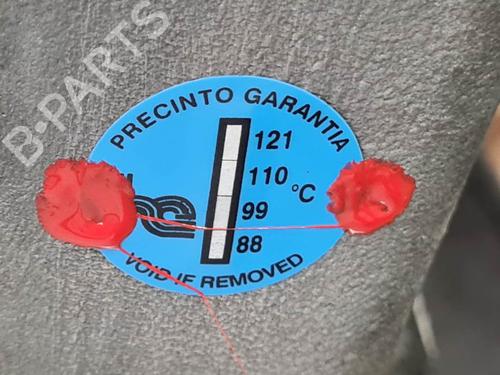 B-PARTS
PRECINTO GARANTIA
121
110
°C
99
88
VOID IF REMOVED